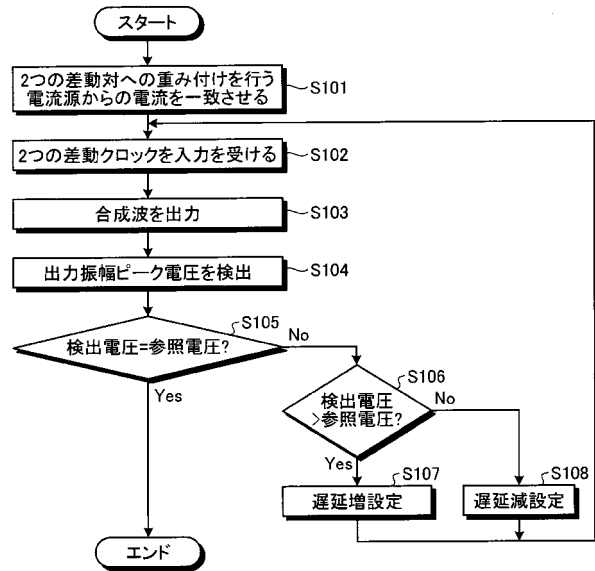 スタート
2つの差動対への重み付けを行う
電流源からの電流を一致させる
S101
2つの差動クロックを入力を受ける
S102
合成波を出力
S103
出力振幅ピーク電圧を検出
S104
検出電圧=参照電圧?
S105
No
Yes
検出電圧
>参照電圧?
S106
No
Yes
遅延増設定
S107
遅延減設定
S108
エンド